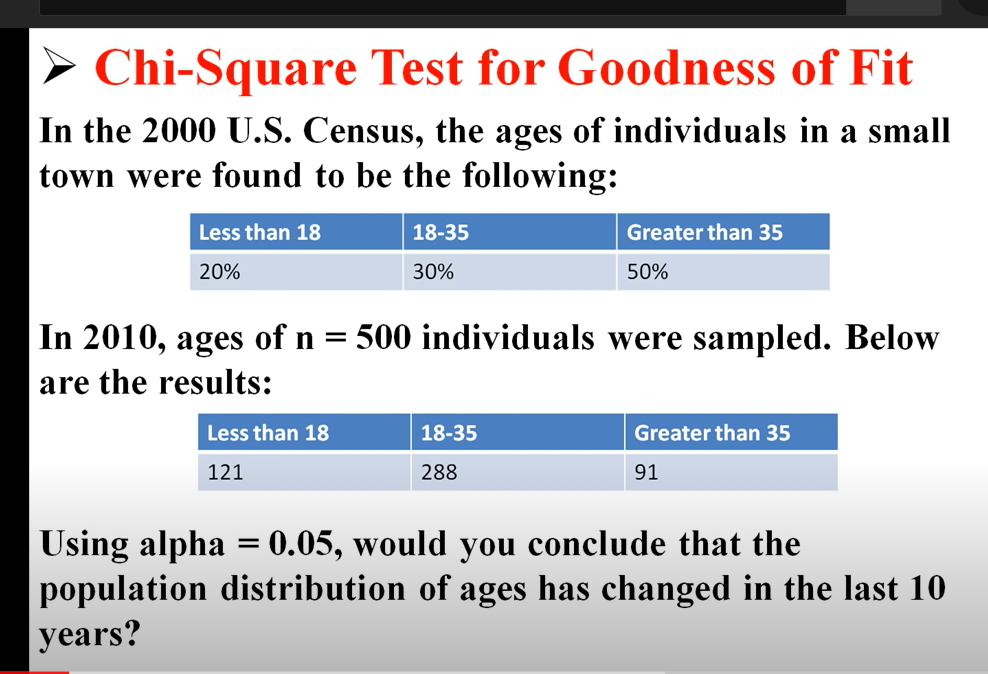 ➢ Chi-Square Test for Goodness of Fit
In the 2000 U.S. Census, the ages of individuals in a small
town were found to be the following:
Less than 18 18-35 Greater than 35
20% 30% 50%
In 2010, ages of n = 500 individuals were sampled. Below
are the results:
Less than 18 18-35 Greater than 35
121 288 91
Using alpha = 0.05, would you conclude that the
population distribution of ages has changed in the last 10
years?